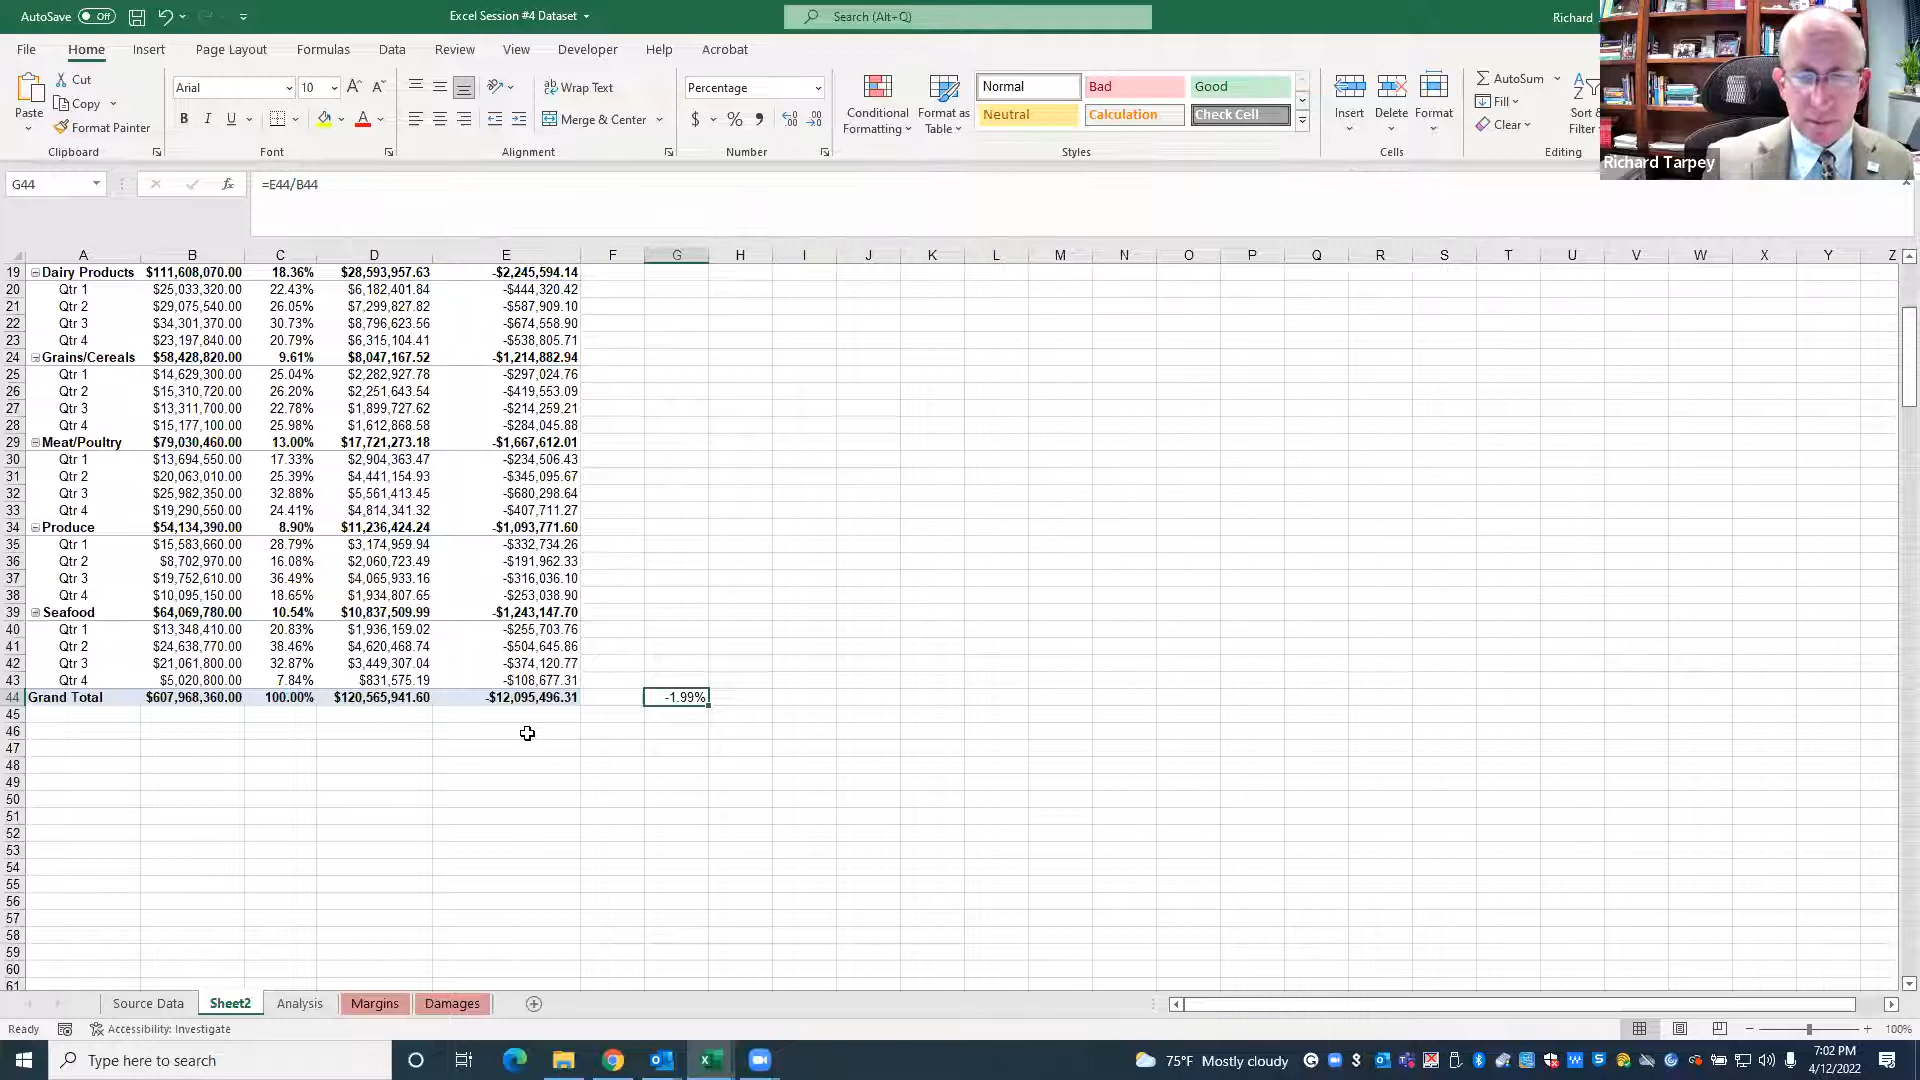 AutoSave Off Excel Session #4 Dataset Search (Alt+Q) Richard
File Home Insert Page Layout Formulas Data Review View Developer Help Acrobat
Paste Cut Copy Format Painter
Clipboard
Arial 10
B I U A
Font
Wrap Text
Merge & Center
Alignment
Percentage
$ % 9
Number
Conditional Formatting
Format as Table
Normal Bad Good
Neutral Calculation Check Cell
Styles
Insert Delete Format
Cells
AutoSum
Fill
Clear
Sort & Filter
Editing
Richard Tarpey
G44 fx =E44/B44
A B C D E F G H I J K L M N O P Q R S T U V W X Y Z
19 Dairy Products $111,608,070.00 18.36% $28,593,957.63 -$2,245,594.14
20 Qtr 1 $25,033,320.00 22.43% $6,182,401.84 -$444,320.42
21 Qtr 2 $29,075,540.00 26.05% $7,299,827.82 -$587,909.10
22 Qtr 3 $34,301,370.00 30.73% $8,796,623.56 -$674,558.90
23 Qtr 4 $23,197,840.00 20.79% $6,315,104.41 -$538,805.71
24 Grains/Cereals $58,428,820.00 9.61% $8,047,167.52 -$1,214,882.94
25 Qtr 1 $14,629,300.00 25.04% $2,282,927.78 -$297,024.76
26 Qtr 2 $15,310,720.00 26.20% $2,251,643.54 -$419,553.09
27 Qtr 3 $13,311,700.00 22.78% $1,899,727.62 -$214,259.21
28 Qtr 4 $15,177,100.00 25.98% $1,612,868.58 -$284,045.88
29 Meat/Poultry $79,030,460.00 13.00% $17,721,273.18 -$1,667,612.01
30 Qtr 1 $13,694,550.00 17.33% $2,904,363.47 -$234,506.43
31 Qtr 2 $20,063,010.00 25.39% $4,441,154.93 -$345,095.67
32 Qtr 3 $25,982,350.00 32.88% $5,561,413.45 -$680,298.64
33 Qtr 4 $19,290,550.00 24.41% $4,814,341.32 -$407,711.27
34 Produce $54,134,390.00 8.90% $11,236,424.24 -$1,093,771.60
35 Qtr 1 $15,583,660.00 28.79% $3,174,959.94 -$332,734.26
36 Qtr 2 $8,702,970.00 16.08% $2,060,723.49 -$191,962.33
37 Qtr 3 $19,752,610.00 36.49% $4,065,933.16 -$316,036.10
38 Qtr 4 $10,095,150.00 18.65% $1,934,807.65 -$253,038.90
39 Seafood $64,069,780.00 10.54% $10,837,509.99 -$1,243,147.70
40 Qtr 1 $13,348,410.00 20.83% $1,936,159.02 -$255,703.76
41 Qtr 2 $24,638,770.00 38.46% $4,620,468.74 -$504,645.86
42 Qtr 3 $21,061,800.00 32.87% $3,449,307.04 -$374,120.77
43 Qtr 4 $5,020,800.00 7.84% $831,575.19 -$108,677.31
44 Grand Total $607,968,360.00 100.00% $120,565,941.60 -$12,095,496.31 -1.99%
45
46
47
48
49
50
51
52
53
54
55
56
57
58
59
60
61
Source Data Sheet2 Analysis Margins Damages
Ready Accessibility: Investigate 100%
Type here to search 75°F Mostly cloudy 7:02 PM
4/12/2022